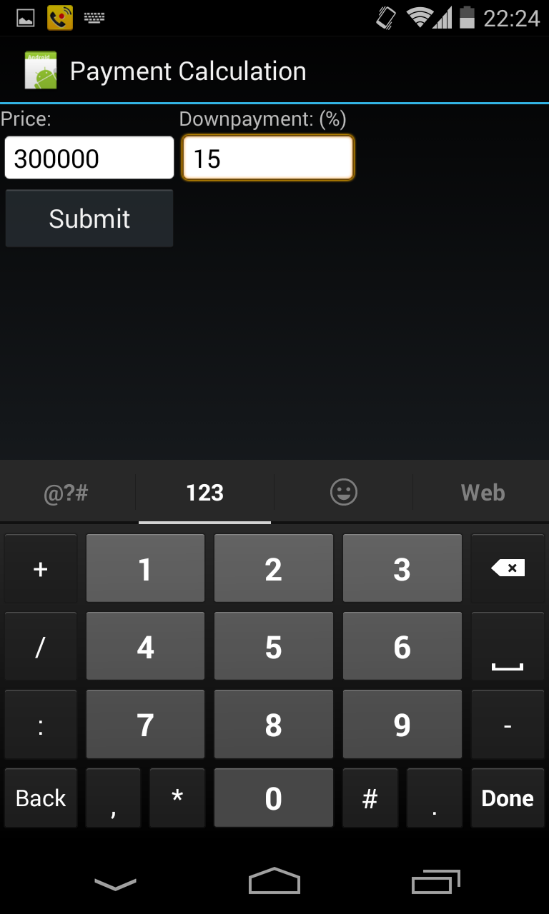 22:24
Payment Calculation
Price: Downpayment: (%)
300000 15
Submit
@?# 123 Web
+ 1 2 3
/ 4 5 6
: 7 8 9 -
Back , * 0 # . Done